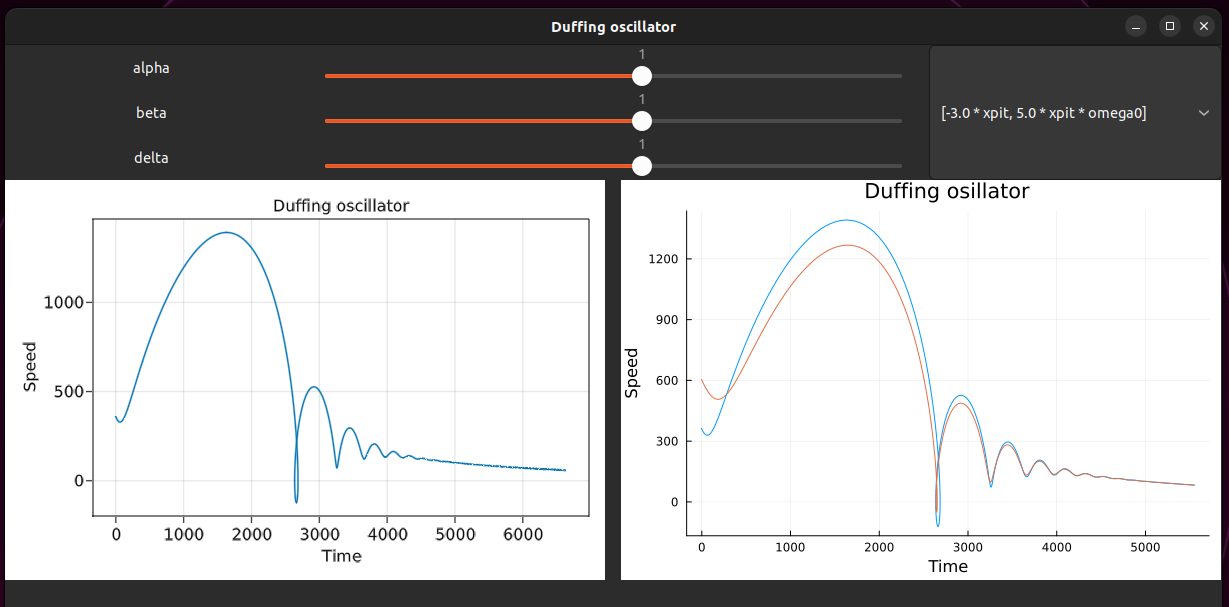 Duffing oscillator
alpha
1
beta
1
delta
1
[-3.0 * xpit, 5.0 * xpit * omega0]
Duffing oscillator
Speed
1000
500
0
0 1000 2000 3000 4000 5000 6000
Time
Duffing osillator
Speed
1200
900
600
300
0
0 1000 2000 3000 4000 5000
Time